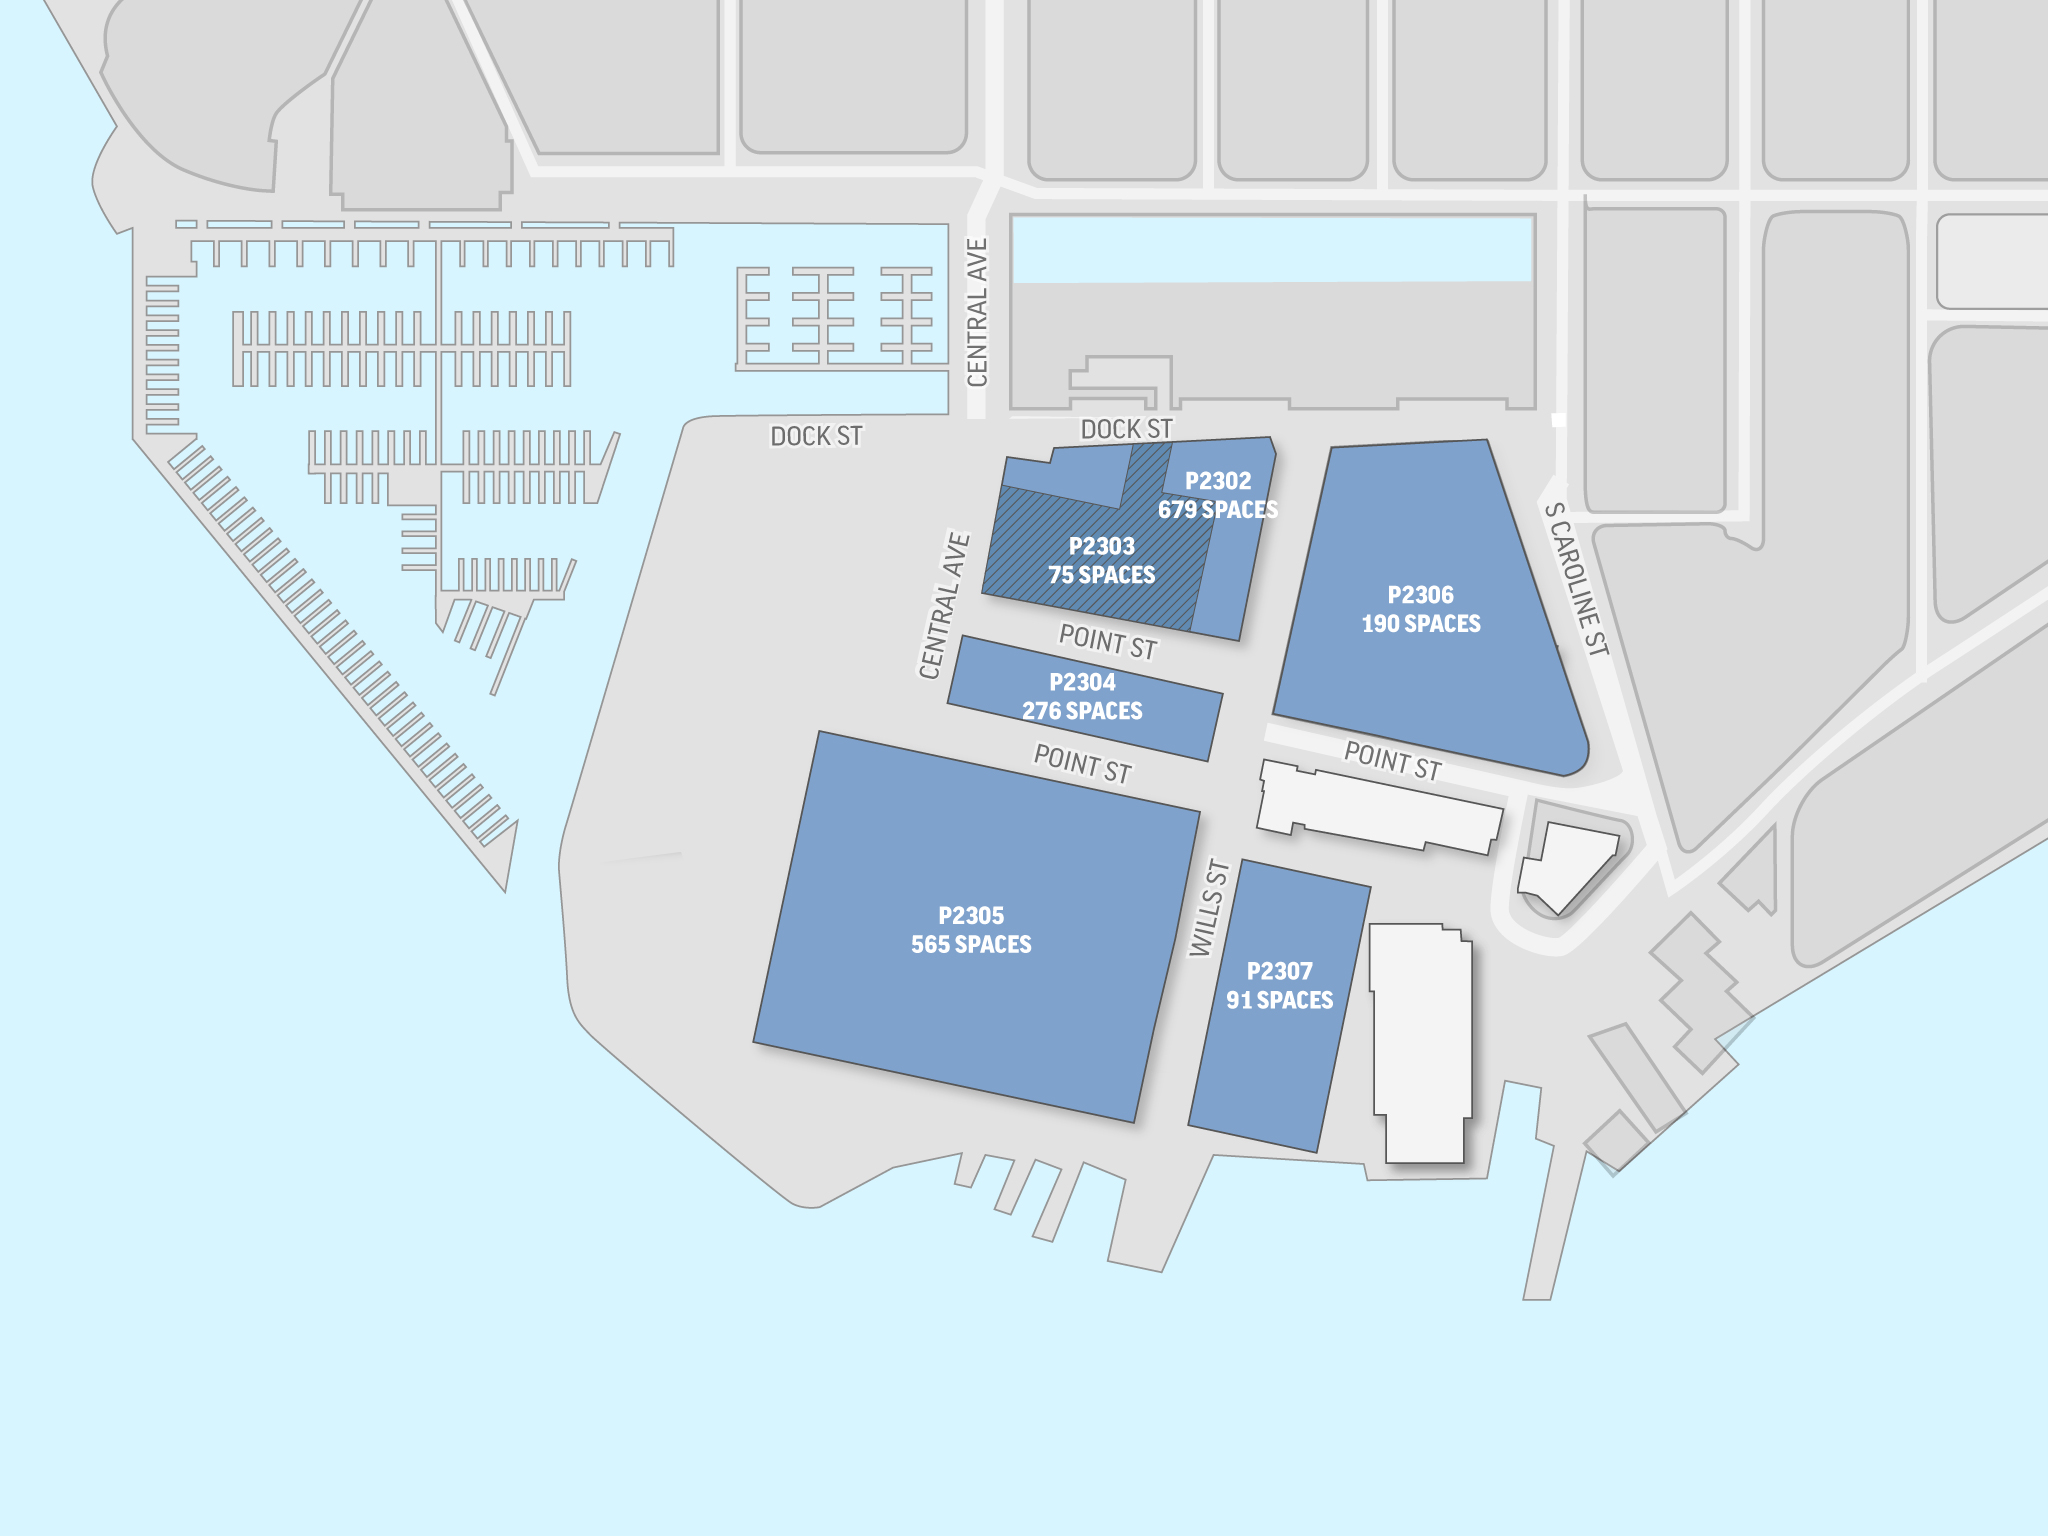 CENTRAL AVE
DOCK ST
DOCK ST
P2302
679 SPACES
P2303
75 SPACES
S CAROLINE ST
CENTRAL AVE
P2306
190 SPACES
POINT ST
P2304
276 SPACES
POINT ST
POINT ST
P2305
565 SPACES
WILLS ST
P2307
91 SPACES